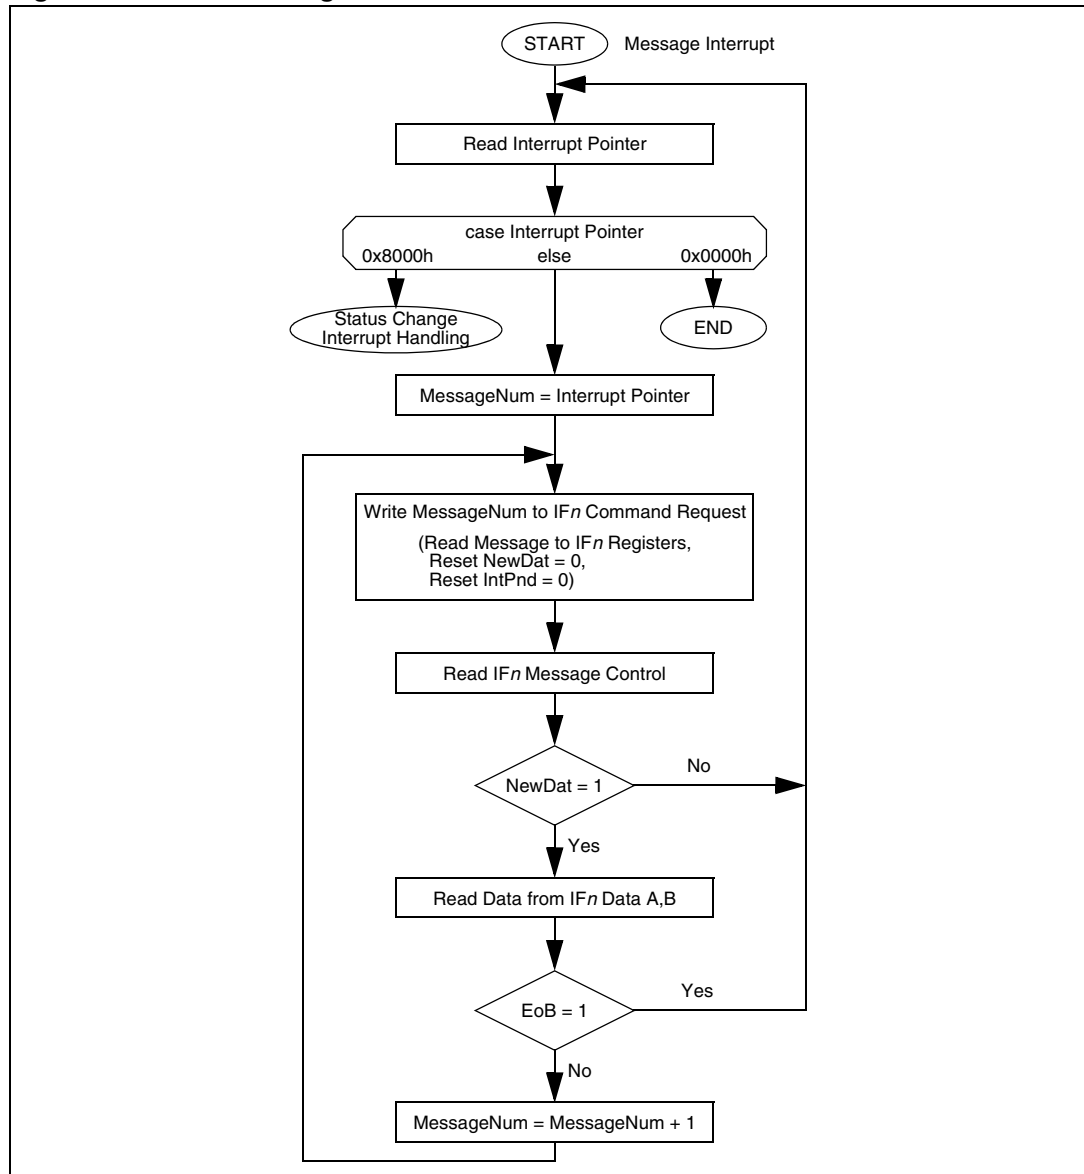 START Message Interrupt
Read Interrupt Pointer
case Interrupt Pointer
0x8000h else 0x0000h
Status Change
Interrupt Handling
END
MessageNum = Interrupt Pointer
Write MessageNum to IFn Command Request
(Read Message to IFn Registers,
Reset NewDat = 0,
Reset IntPnd = 0)
Read IFn Message Control
NewDat = 1
No
Yes
Read Data from IFn Data A,B
EoB = 1
Yes
No
MessageNum = MessageNum + 1